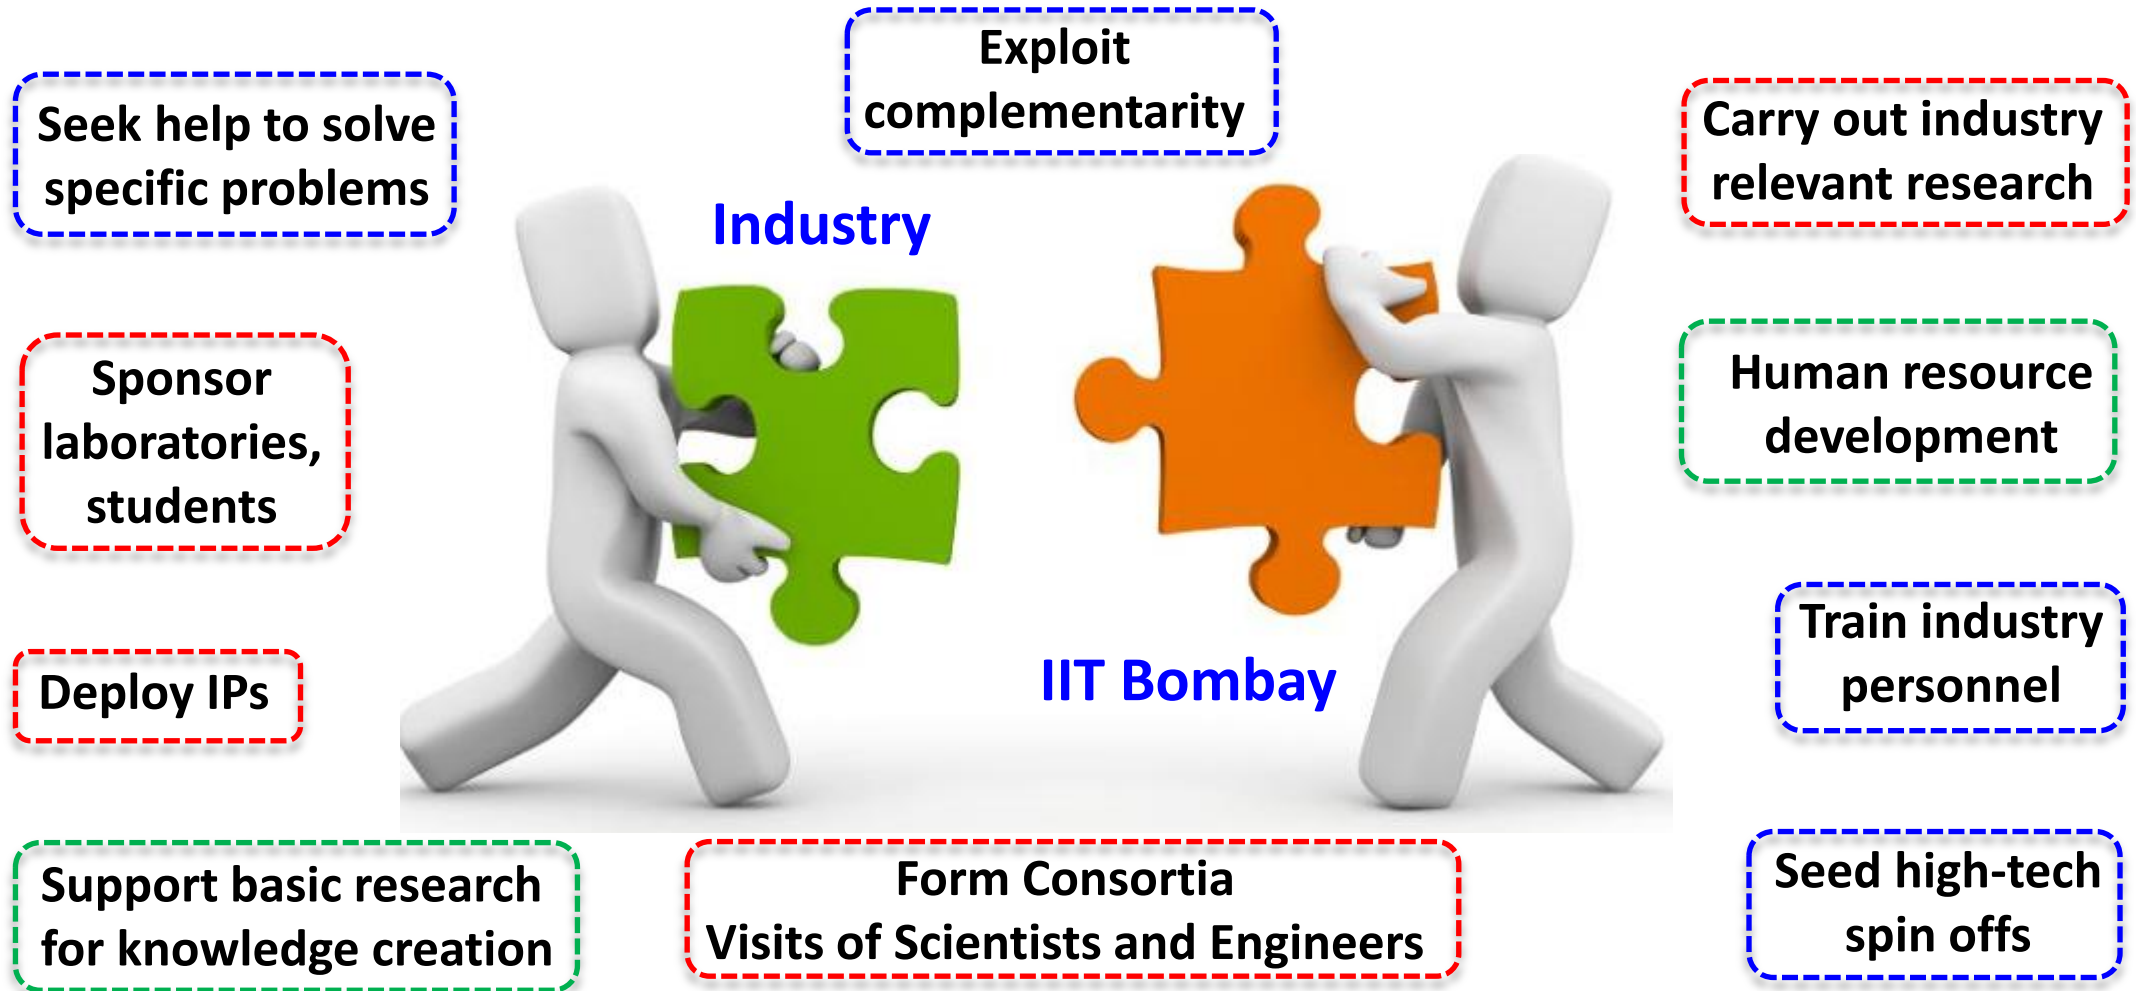 Exploit
complementarity
Seek help to solve
specific problems
Carry out industry
relevant research
Industry
Sponsor
laboratories,
students
Human resource
development
Train industry
personnel
Deploy IPs
IIT Bombay
Support basic research
for knowledge creation
Form Consortia
Visits of Scientists and Engineers
Seed high-tech
spin offs